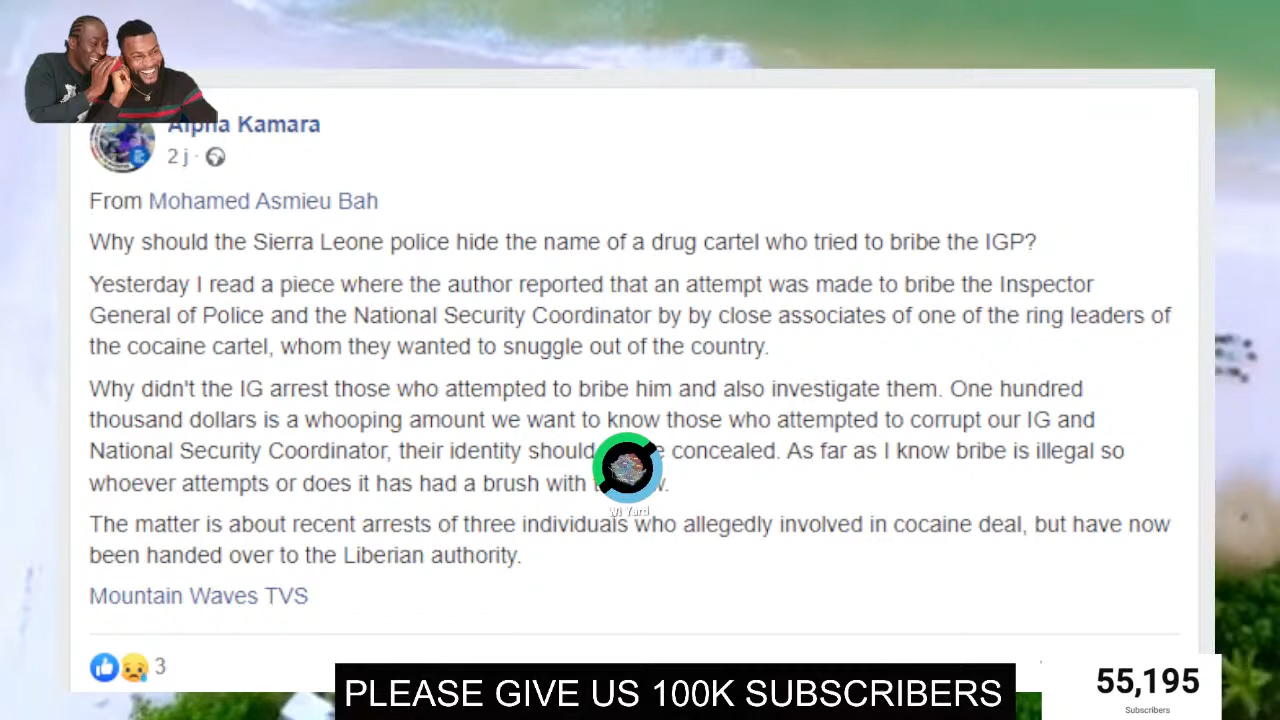 Alpha Kamara
2 j ·
From Mohamed Asmieu Bah
Why should the Sierra Leone police hide the name of a drug cartel who tried to bribe the IGP?
Yesterday I read a piece where the author reported that an attempt was made to bribe the Inspector
General of Police and the National Security Coordinator by by close associates of one of the ring leaders of
the cocaine cartel, whom they wanted to snuggle out of the country.
Why didn't the IG arrest those who attempted to bribe him and also investigate them. One hundred
thousand dollars is a whooping amount we want to know those who attempted to corrupt our IG and
National Security Coordinator, their identity should concealed. As far as I know bribe is illegal so
whoever attempts or does it has had a brush with
Wi Yard
The matter is about recent arrests of three individuals who allegedly involved in cocaine deal, but have now
been handed over to the Liberian authority.
Mountain Waves TVS
3
PLEASE GIVE US 100K SUBSCRIBERS
55,195
Subscribers